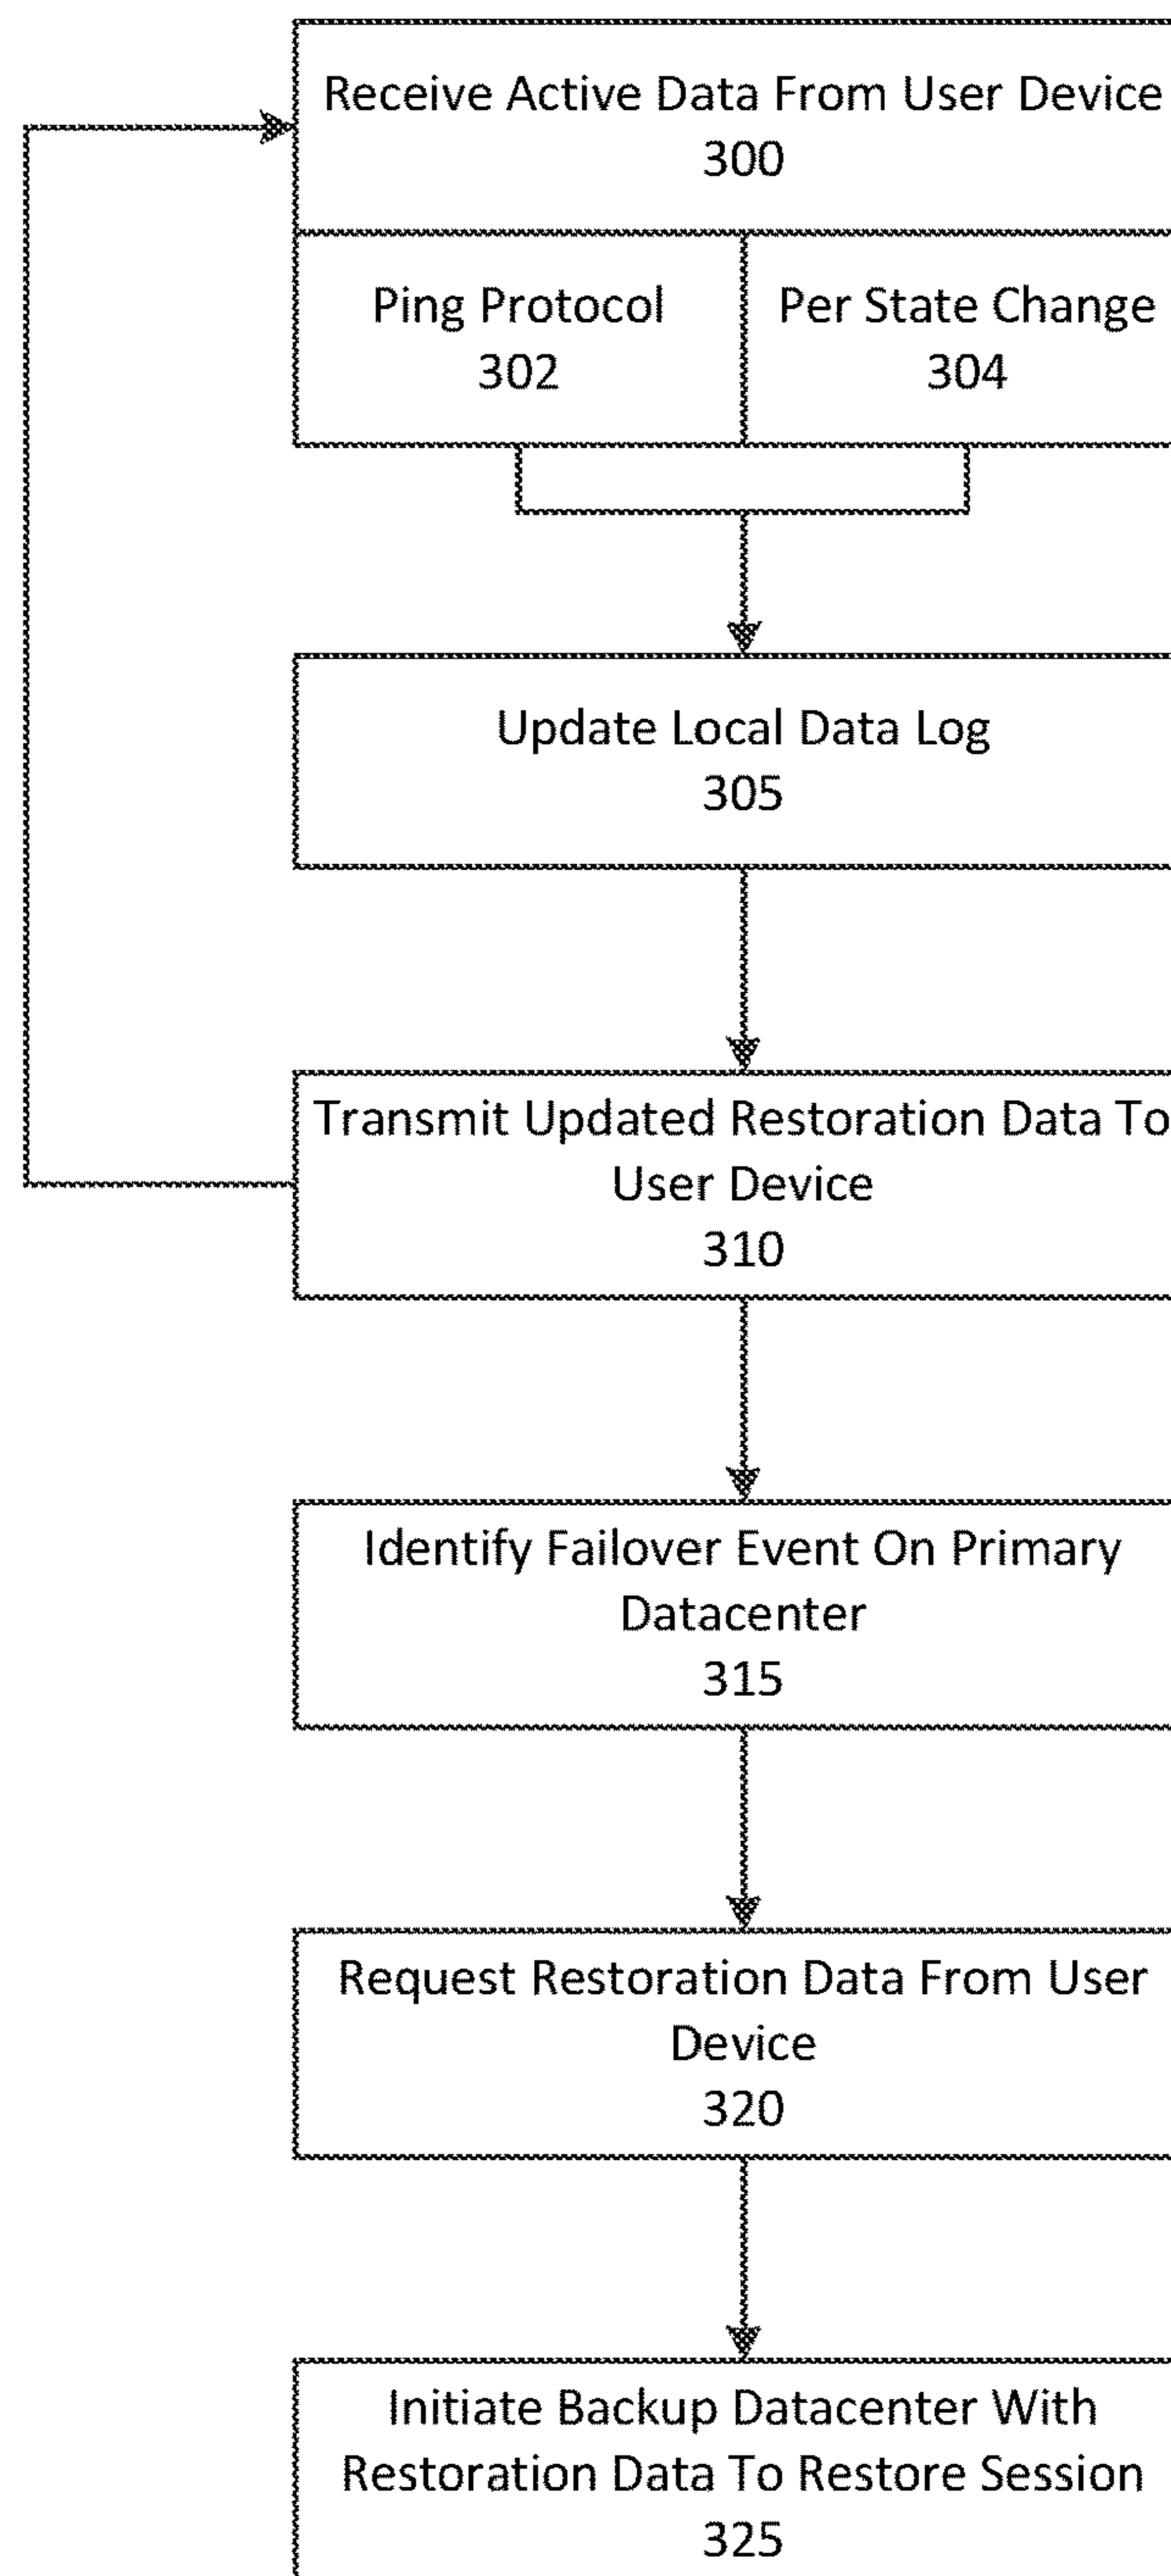 Receive Active Data From User Device
300
Ping Protocol
302
Per State Change
304
Update Local Data Log
305
Transmit Updated Restoration Data To
User Device
310
Identify Failover Event On Primary
Datacenter
315
Request Restoration Data From User
Device
320
Initiate Backup Datacenter With
Restoration Data To Restore Session
325